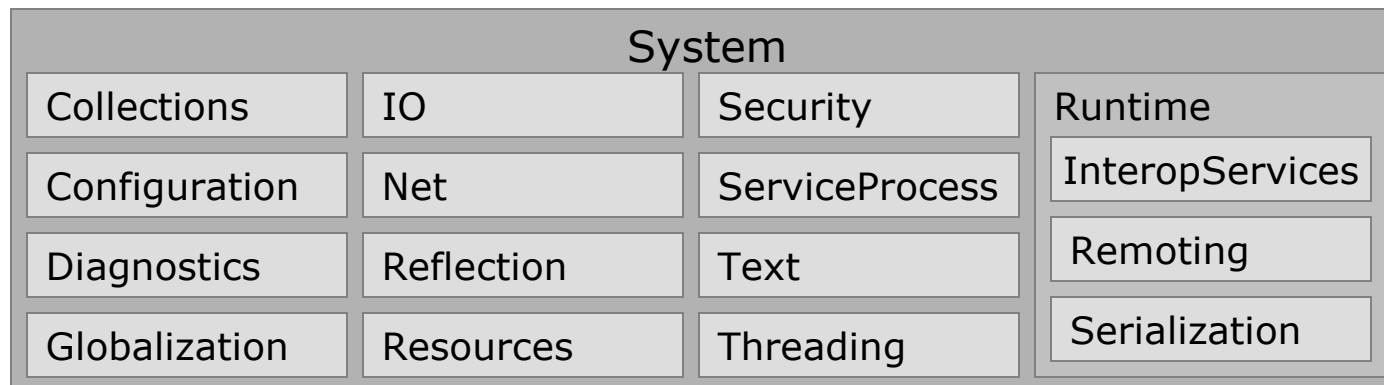 System
Collections
IO
Security
Runtime
Configuration
Net
ServiceProcess
InteropServices
Diagnostics
Reflection
Text
Remoting
Globalization
Resources
Threading
Serialization